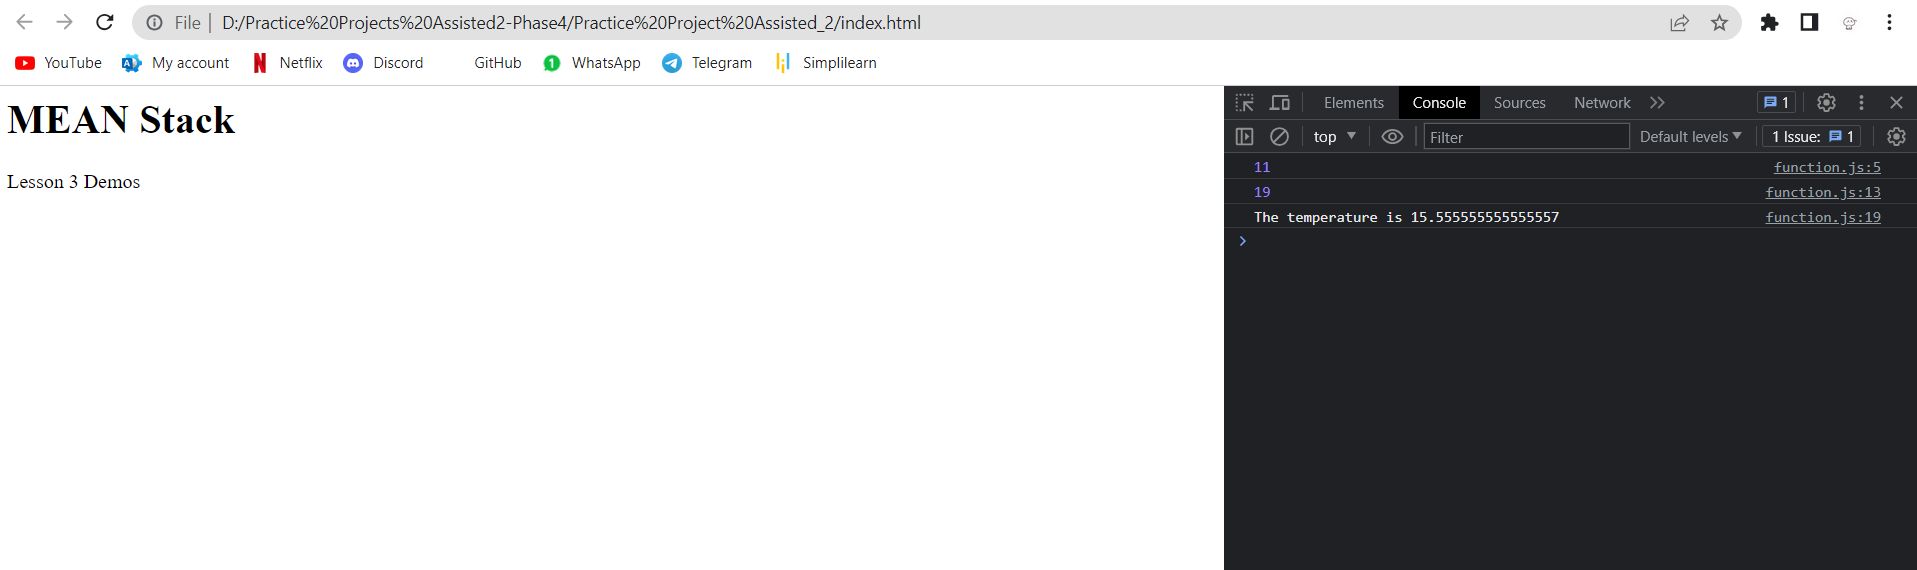 File | D:/Practice%20Projects%20Assisted2-Phase4/Practice%20Project%20Assisted_2/index.html
YouTube My account Netflix Discord GitHub 1 WhatsApp Telegram Simplilearn
MEAN Stack
Lesson 3 Demos
Elements Console Sources Network 1
top Filter Default levels 1 Issue: 1
11 function.js:5
19 function.js:13
The temperature is 15.555555555555557 function.js:19